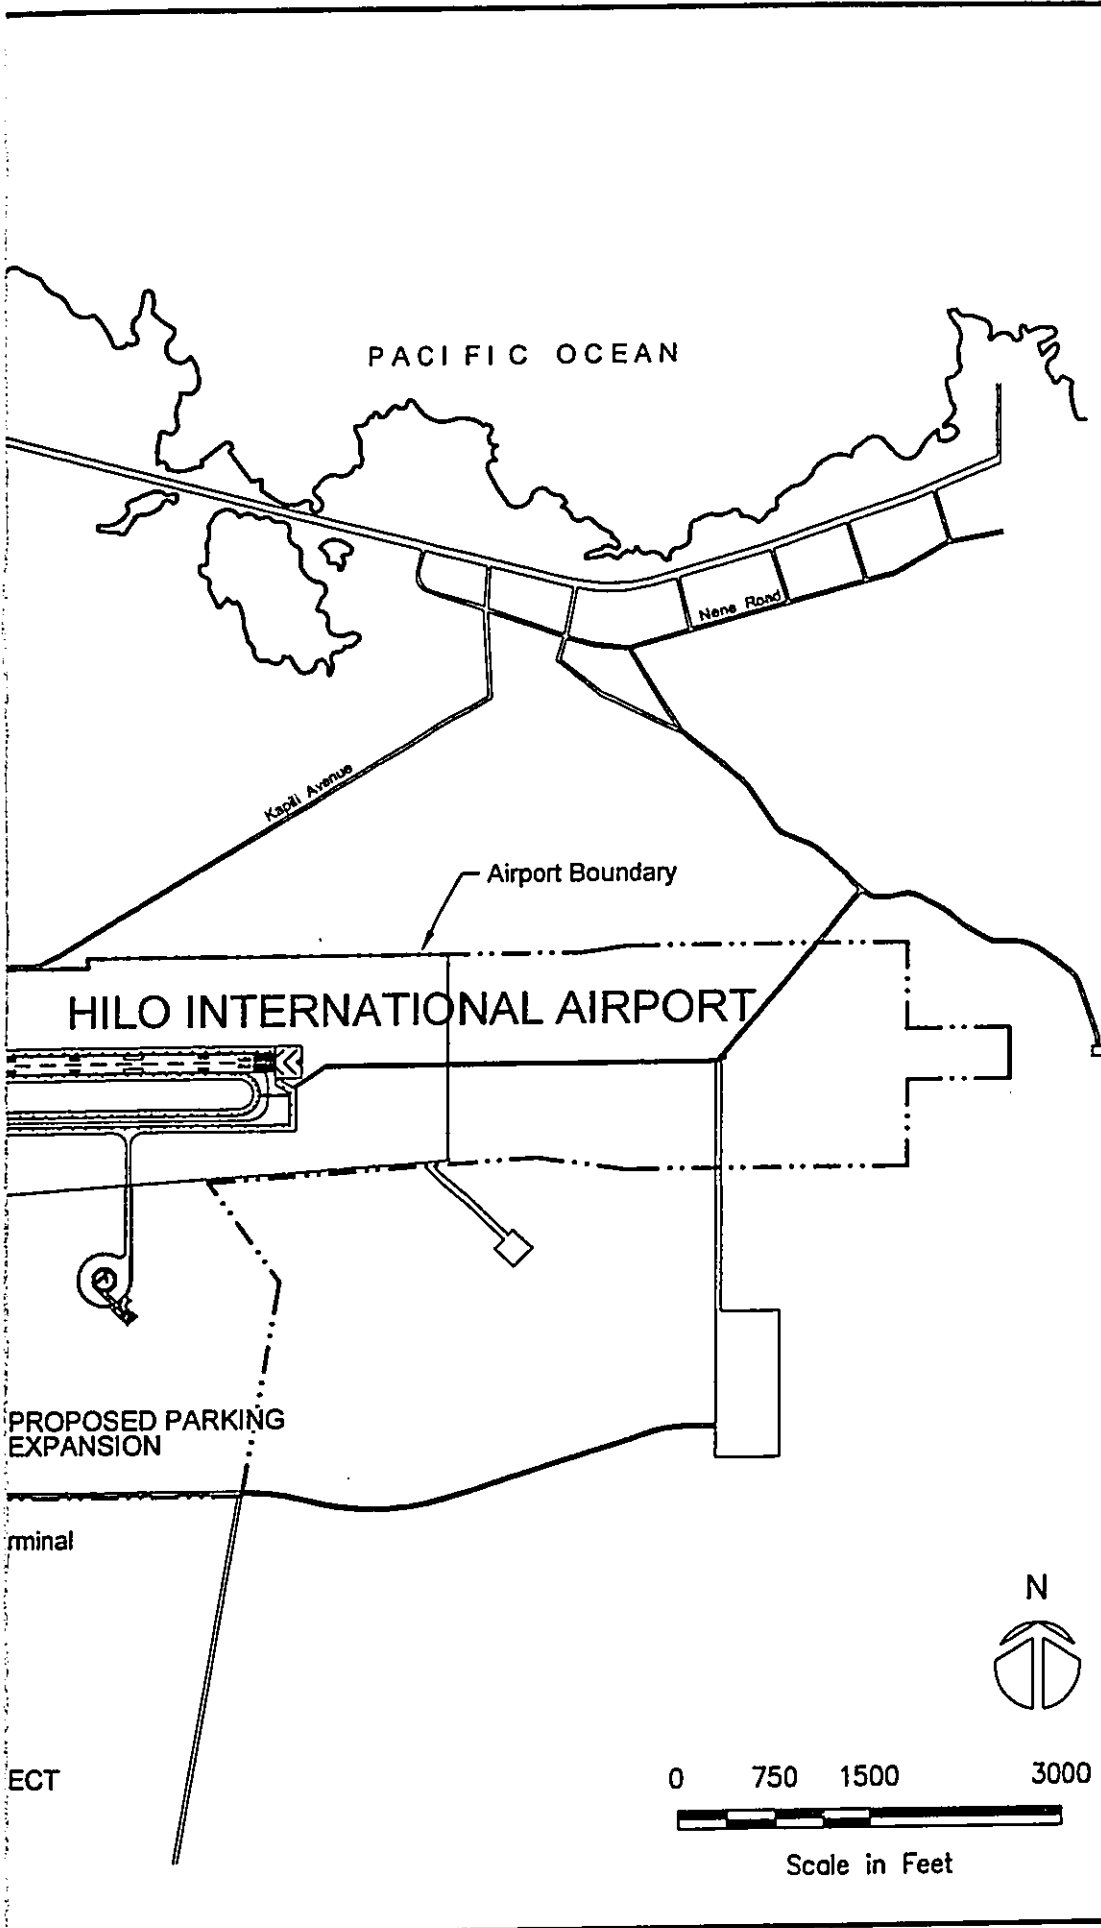 PACIFIC OCEAN
Nene Road
Kapili Avenue
Airport Boundary
HILO INTERNATIONAL AIRPORT
PROPOSED PARKING
EXPANSION
rminal
N
ECT
0 750 1500 3000
Scale in Feet